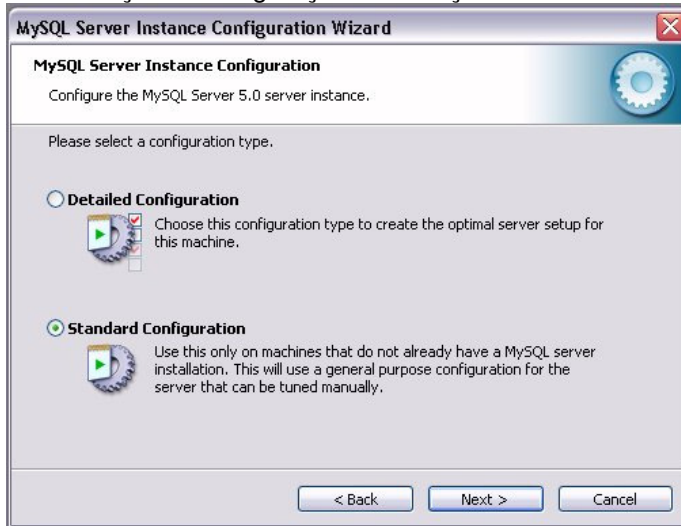 MySQL Server Instance Configuration Wizard
MySQL Server Instance Configuration
Configure the MySQL Server 5.0 server instance.
Please select a configuration type.
Detailed Configuration
Choose this configuration type to create the optimal server setup for
this machine.
Standard Configuration
Use this only on machines that do not already have a MySQL server
installation. This will use a general purpose configuration for the
server that can be tuned manually.
< Back
Next >
Cancel